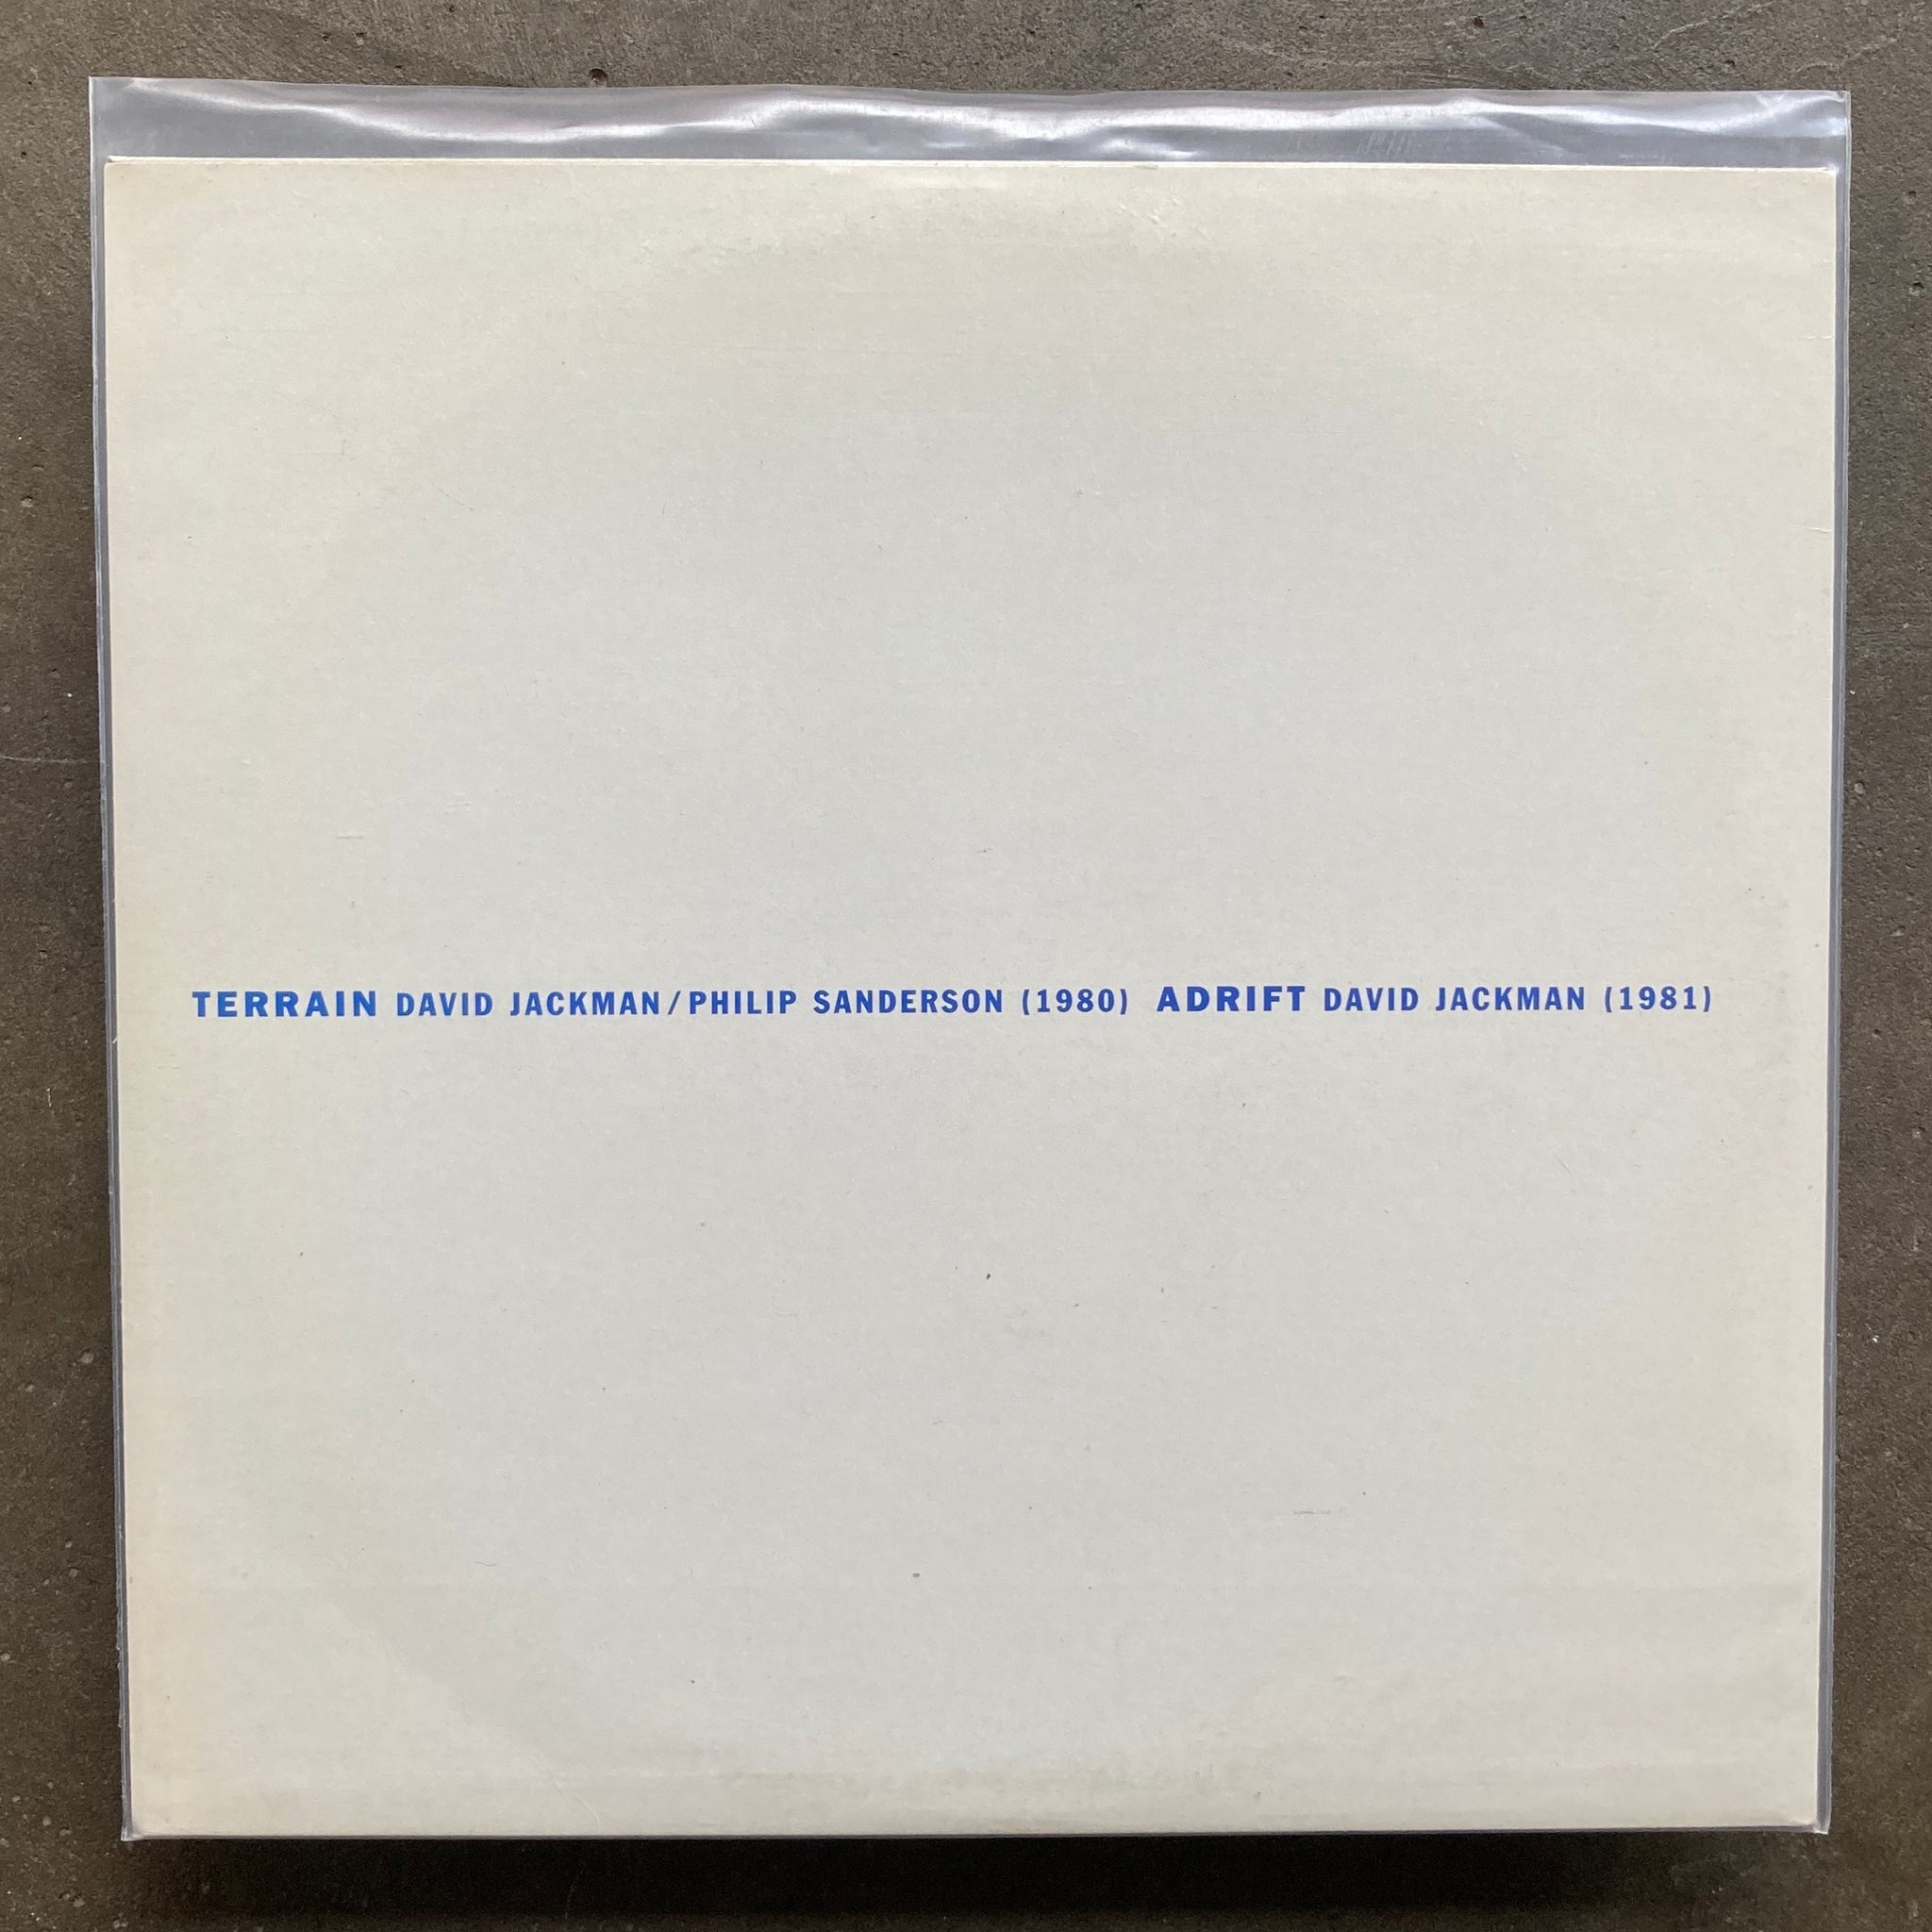 TERRAIN DAVID JACKMAN/PHILIP SANDERSON (1980) ADRIFT DAVID JACKMAN (1981)